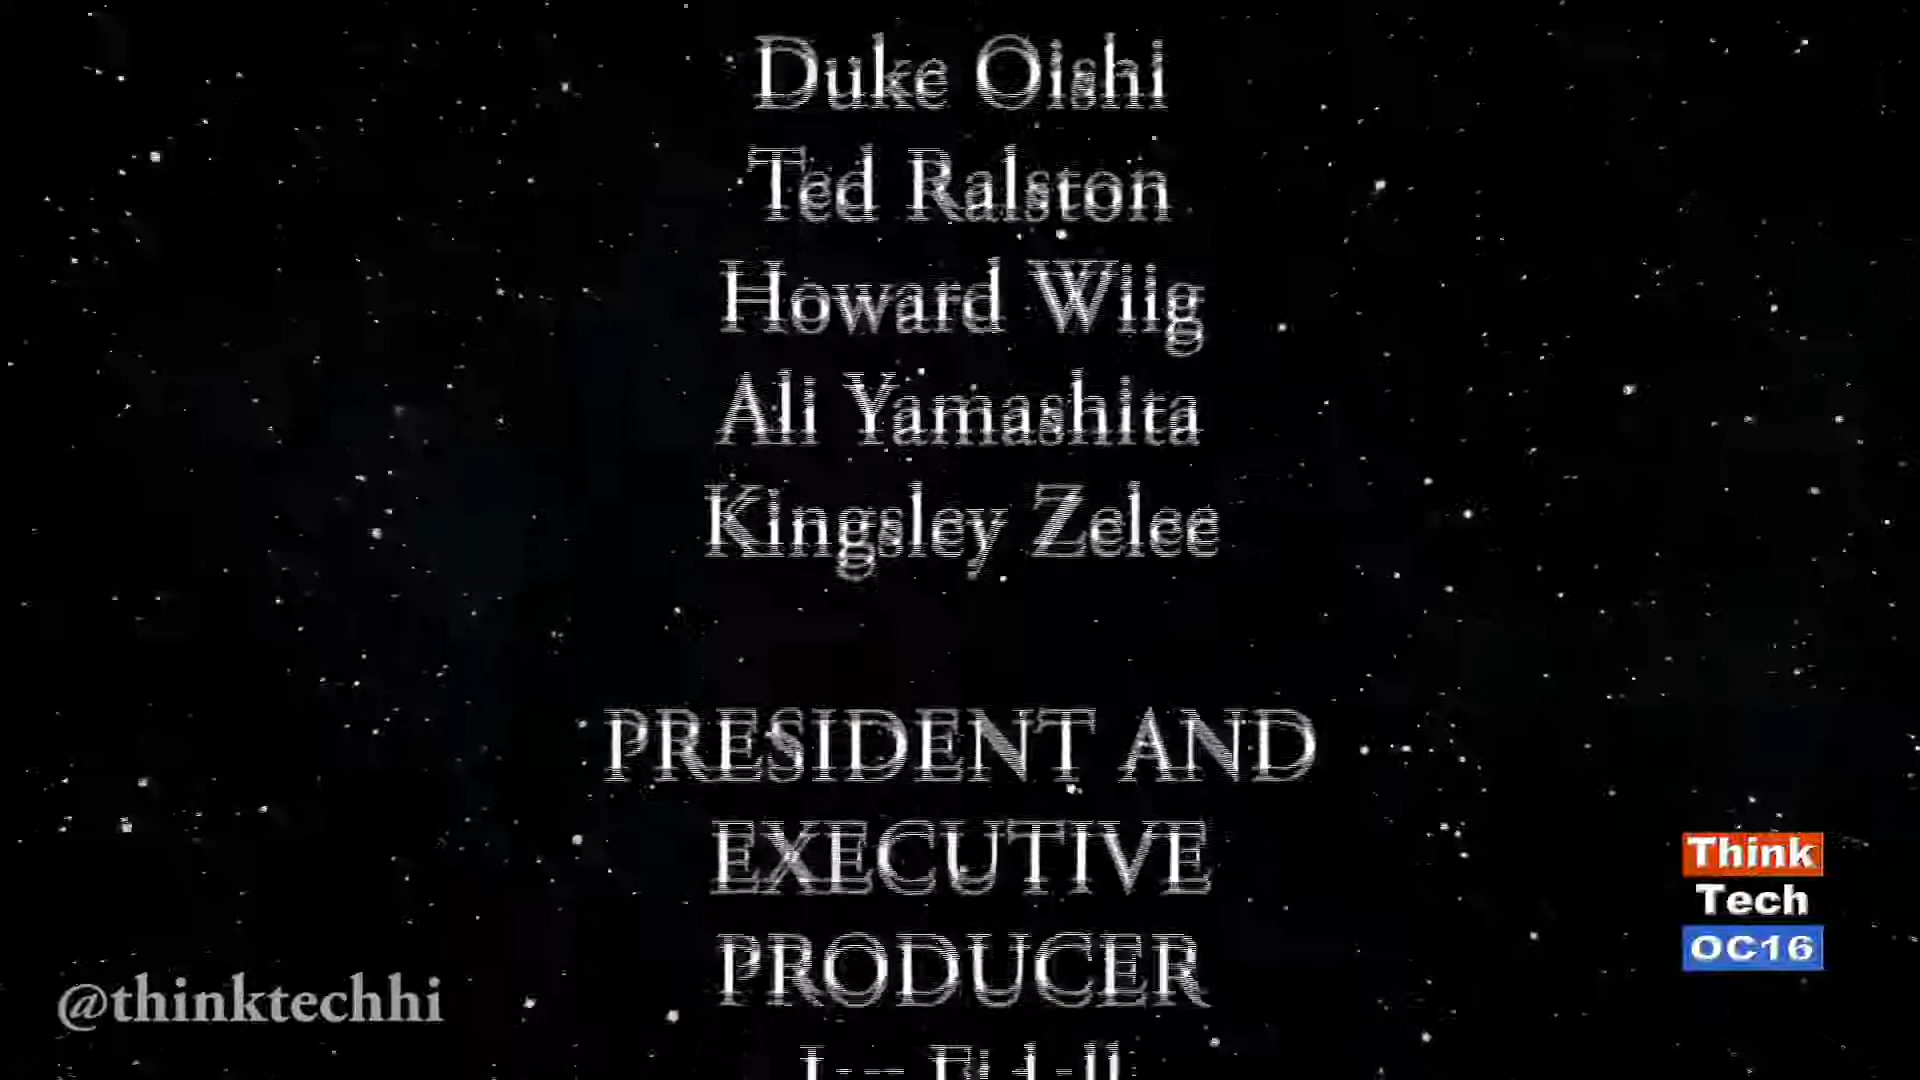 Duke Oishi
Ted Ralston
Howard Wiig
Ali Yamashita
Kingsley Zelee
PRESIDENT AND
EXECUTIVE
PRODUCER
Think
Tech
OC16
@thinktechhi